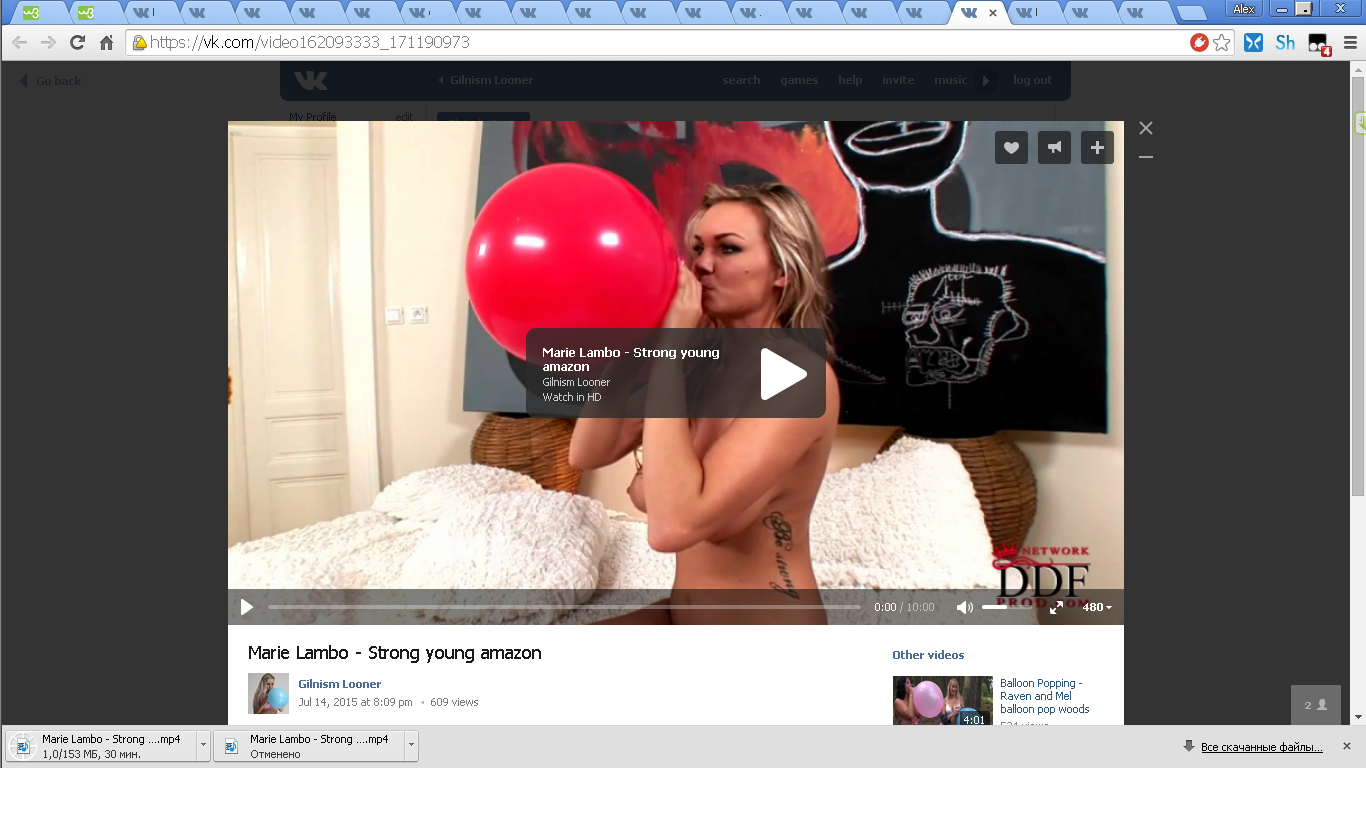 Alex
https://vk.com/video162093333_171190973
Sh
4
Go back
Gilnism Looner
search
games
help
invite
music
log out
My Profile
edit
Marie Lambo - Strong young
amazon
Gilnism Looner
Watch in HD
NETWORK
DDF
0:00 / 10:00
480
Marie Lambo - Strong young amazon
Gilnism Looner
Jul 14, 2015 at 8:09 pm
609 views
Other videos
Balloon Popping -
Raven and Mel
balloon pop woods
4:01
2
Marie Lambo - Strong ....mp4
1,0/153 МБ, 30 мин.
Marie Lambo - Strong ....mp4
Отменено
Все скачанные файлы...